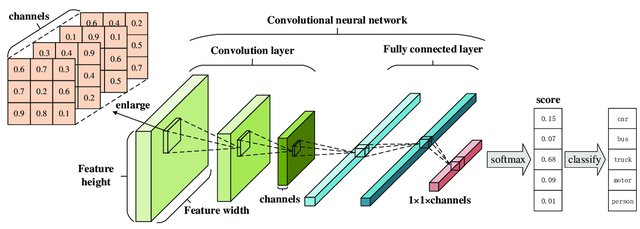 channels
0.6 0.4 0.2
0.1 0.9 0.1
0.5
0.3 0.4 0.9
0.6 0.7 0.3
0.4
0.5
0.7
0.7 0.2 0.6
0.2
0.9 0.8 0.1
enlarge
Convolutional neural network
Convolution layer
Fully connected layer
Feature
height
Feature width
channels
1×1×channels
softmax
score
0.15
0.07
0.68
0.09
0.01
classify
car
bus
truck
motor
person